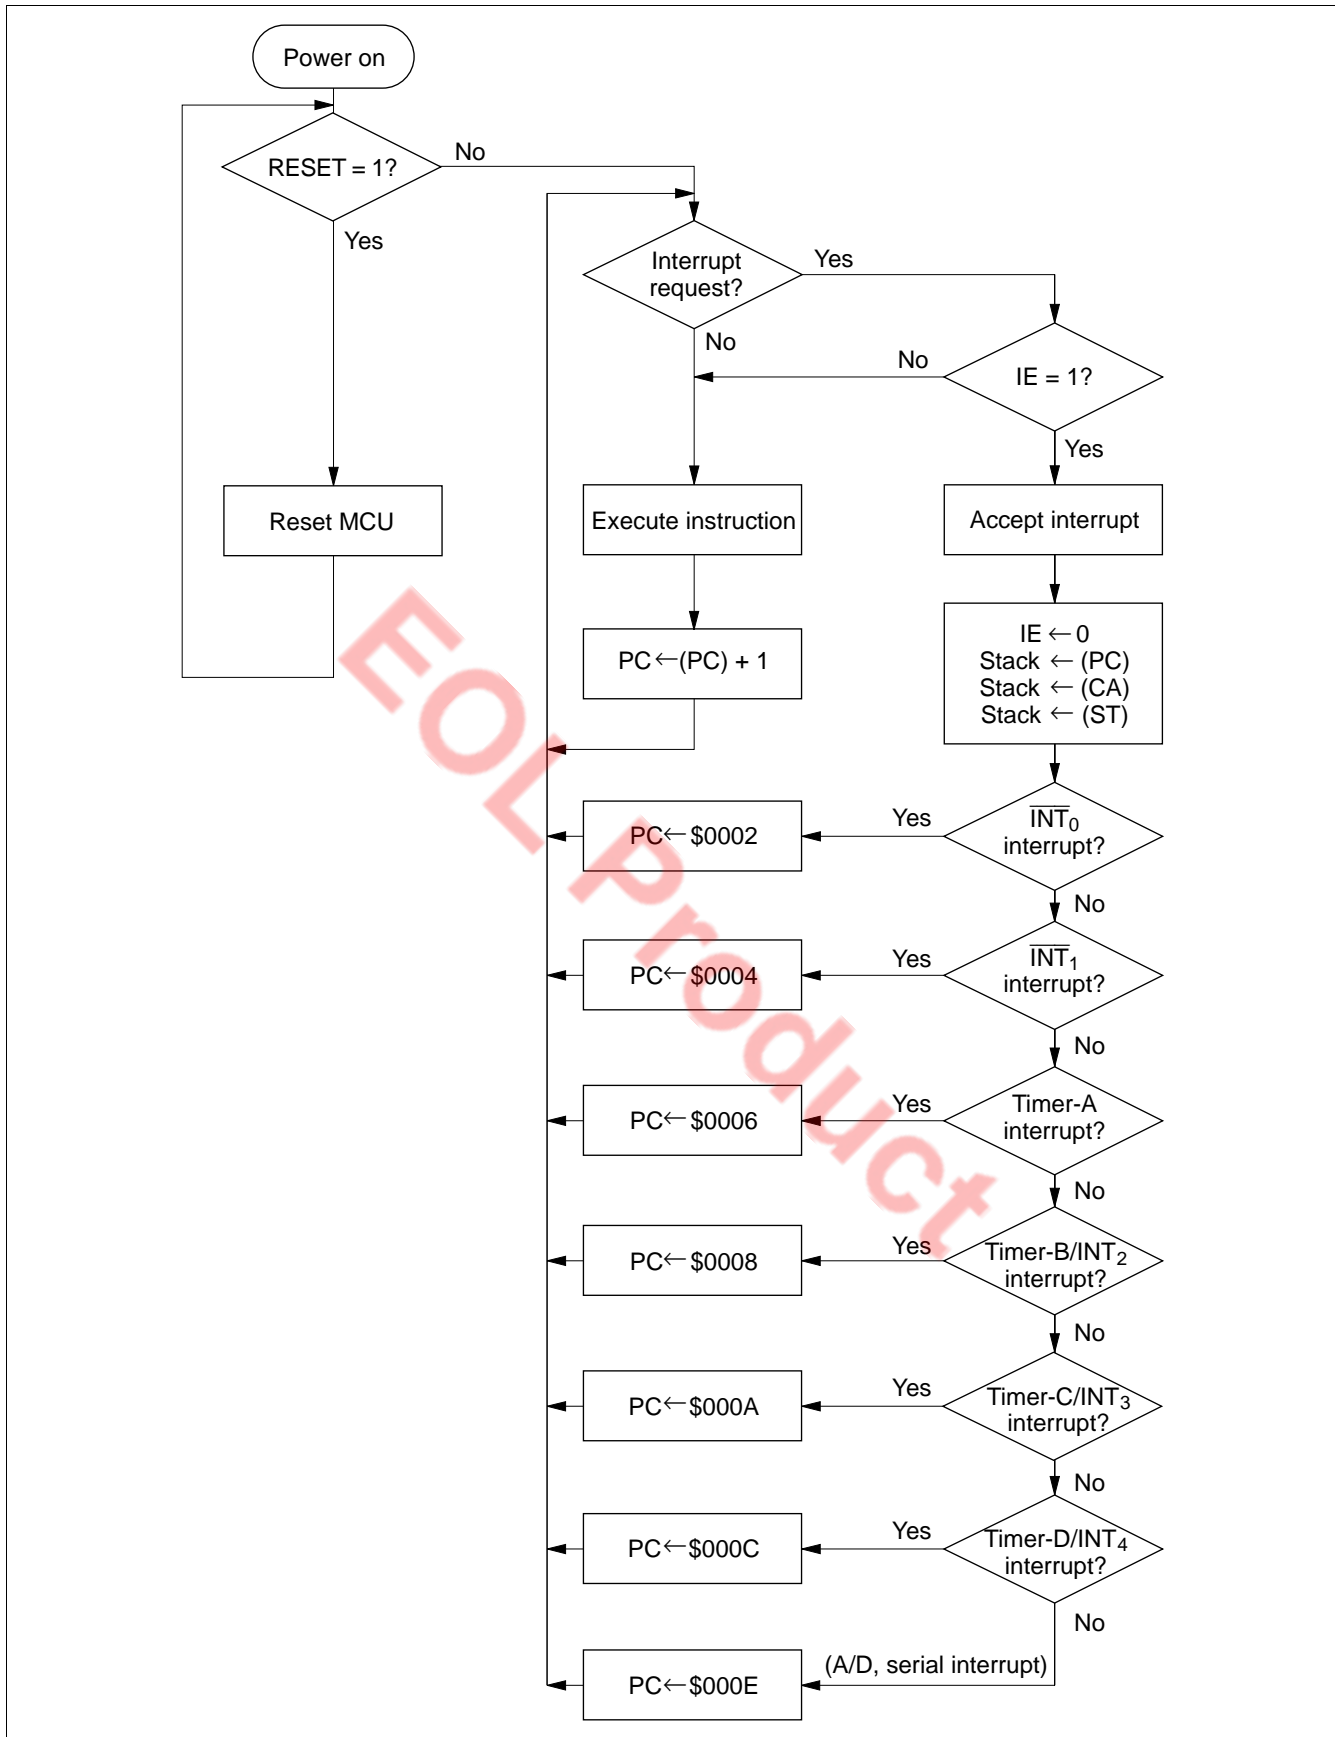 Power on
RESET = 1?
No
Yes
Interrupt
request?
Yes
No
No
IE = 1?
Yes
Reset MCU
Execute instruction
Accept interrupt
PC←(PC) + 1
IE ← 0
Stack ← (PC)
Stack ← (CA)
Stack ← (ST)
PC← $0002
Yes
I̅N̅T̅₀
interrupt?
No
PC← $0004
Yes
I̅N̅T̅₁
interrupt?
No
PC← $0006
Yes
Timer-A
interrupt?
No
PC← $0008
Yes
Timer-B/INT₂
interrupt?
No
PC← $000A
Yes
Timer-C/INT₃
interrupt?
No
PC← $000C
Yes
Timer-D/INT₄
interrupt?
No
PC← $000E
(A/D, serial interrupt)
EOL Product